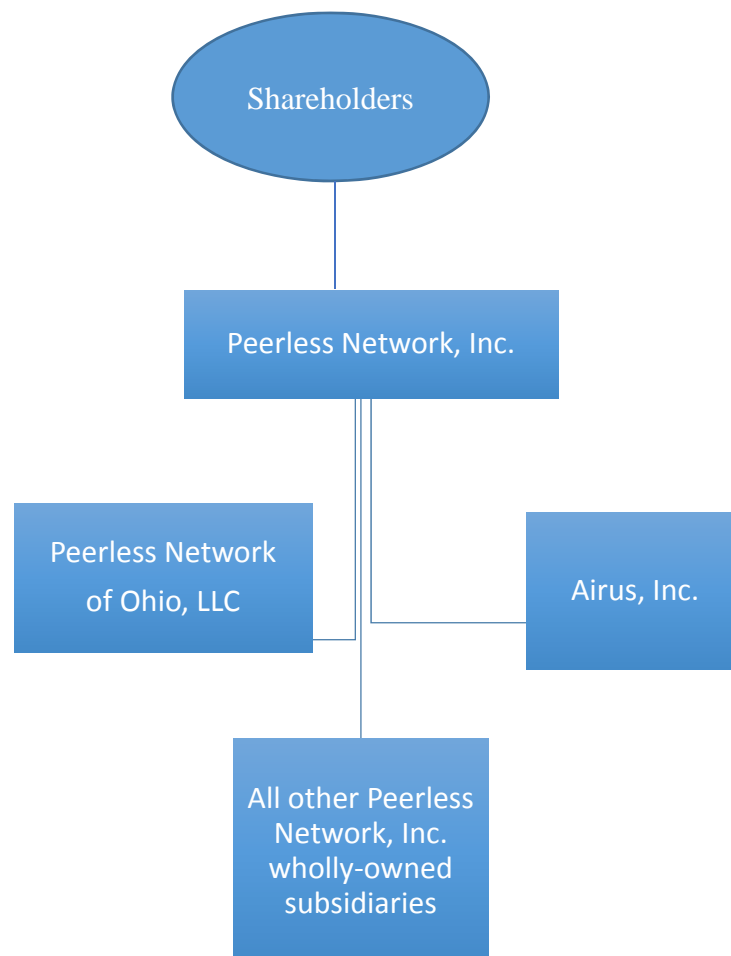 Shareholders
Peerless Network, Inc.
Peerless Network
of Ohio, LLC
Airus, Inc.
All other Peerless
Network, Inc.
wholly-owned
subsidiaries